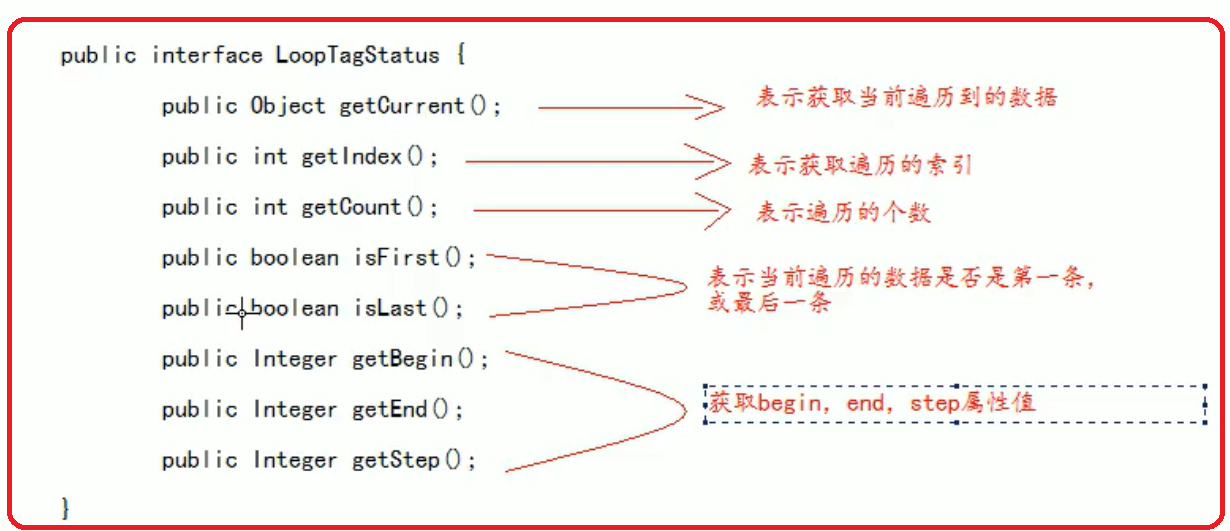 public interface LoopTagStatus {
public Object getCurrent();
表示获取当前遍历到的数据
public int getIndex();
表示获取遍历的索引
public int getCount();
表示遍历的个数
public boolean isFirst();
public boolean isLast();
表示当前遍历的数据是否是第一条,
或最后一条
public Integer getBegin();
public Integer getEnd();
public Integer getStep();
获取begin, end, step属性值
}